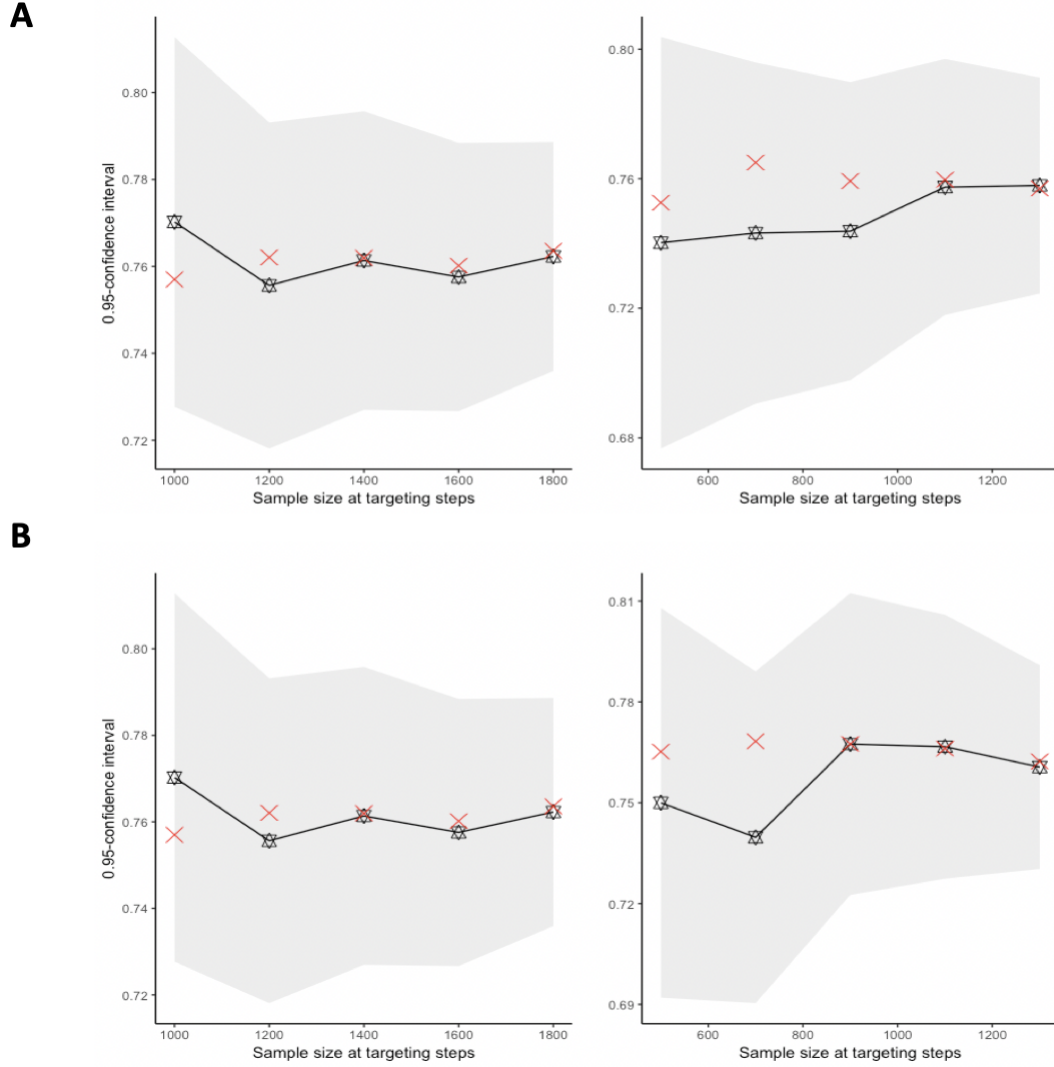 A
0.95-confidence interval
0.80
0.78
0.76
0.74
0.72
1000 1200 1400 1600 1800
Sample size at targeting steps
0.80
0.76
0.72
0.68
600 800 1000 1200
Sample size at targeting steps
B
0.95-confidence interval
0.80
0.78
0.76
0.74
0.72
1000 1200 1400 1600 1800
Sample size at targeting steps
0.81
0.78
0.75
0.72
0.69
600 800 1000 1200
Sample size at targeting steps